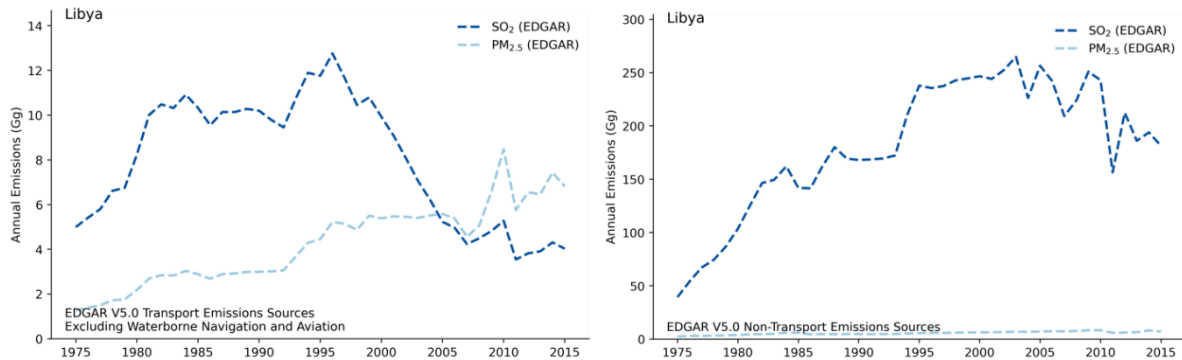 Libya
SO₂ (EDGAR)
PM₂.₅ (EDGAR)
Annual Emissions (Gg)
14
12
10
8
6
4
2
0
EDGAR V5.0 Transport Emissions Sources
Excluding Waterborne Navigation and Aviation
1975 1980 1985 1990 1995 2000 2005 2010 2015
Libya
SO₂ (EDGAR)
PM₂.₅ (EDGAR)
Annual Emissions (Gg)
300
250
200
150
100
50
0
EDGAR V5.0 Non-Transport Emissions Sources
1975 1980 1985 1990 1995 2000 2005 2010 2015